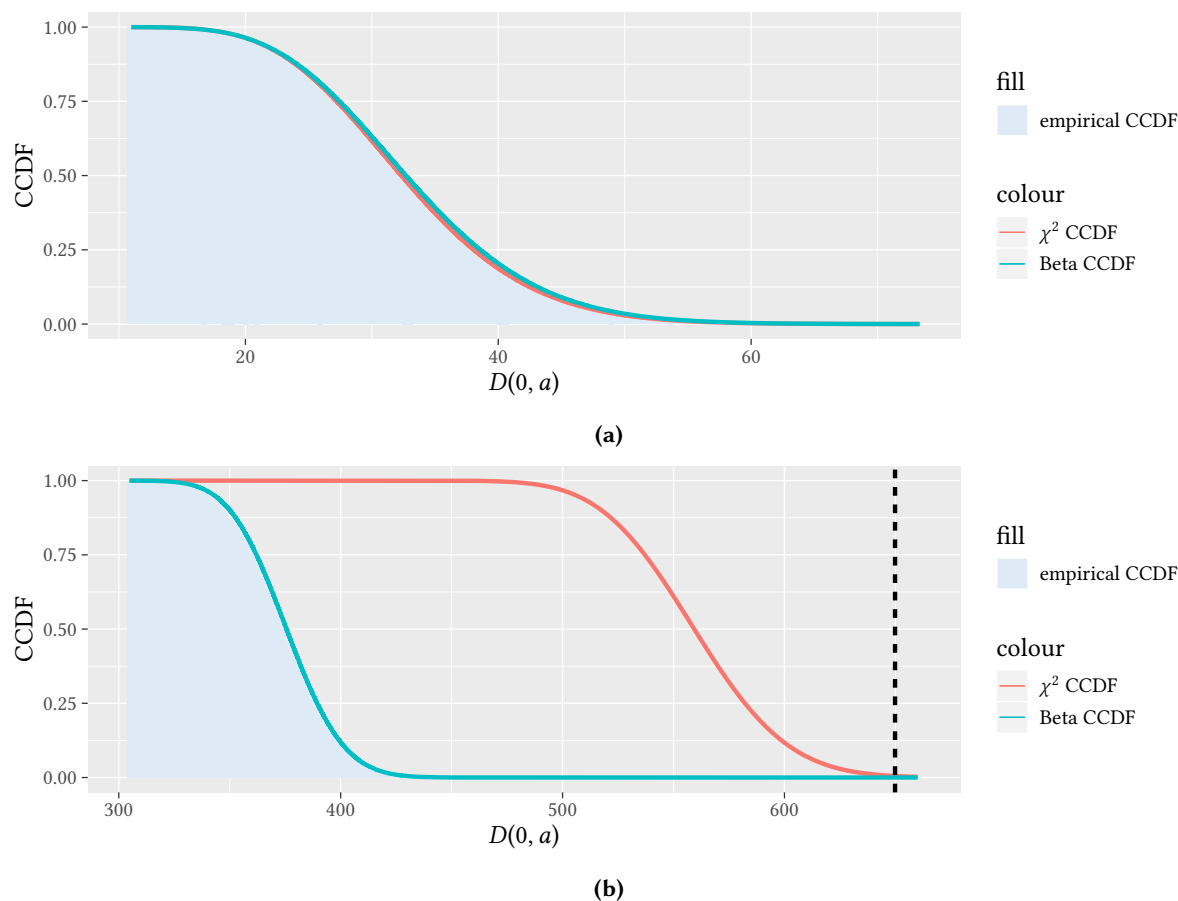 1.00
0.75
0.50
0.25
0.00
CCDF
20
40
60
D(0, a)
fill
empirical CCDF
colour
χ² CCDF
Beta CCDF
(a)
1.00
0.75
0.50
0.25
0.00
CCDF
300
400
500
600
D(0, a)
fill
empirical CCDF
colour
χ² CCDF
Beta CCDF
(b)